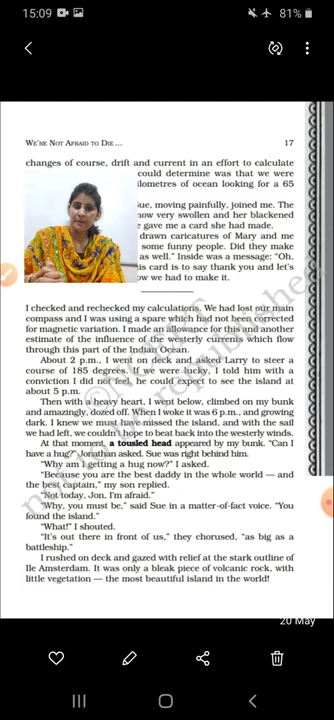 15:09
81%
WE'RE NOT AFRAID TO DIE ...
17
changes of course, drift and current in an effort to calculate
could determine was that we were
ilometres of ocean looking for a 65
Sue, moving painfully, joined me. The
now very swollen and her blackened
e gave me a card she had made.
drawn caricatures of Mary and me
some funny people. Did they make
as well." Inside was a message: "Oh,
is card is to say thank you and let's
ow we had to make it.
I checked and rechecked my calculations. We had lost our main
compass and I was using a spare which had not been corrected
for magnetic variation. I made an allowance for this and another
estimate of the influence of the westerly currents which flow
through this part of the Indian Ocean.
About 2 p.m., I went on deck and asked Larry to steer a
course of 185 degrees. If we were lucky, I told him with a
conviction I did not feel, he could expect to see the island at
about 5 p.m.
Then with a heavy heart, I went below, climbed on my bunk
and amazingly, dozed off. When I woke it was 6 p.m., and growing
dark. I knew we must have missed the island, and with the sail
we had left, we couldn't hope to beat back into the westerly winds.
At that moment, a tousled head appeared by my bunk. "Can I
have a hug?" Jonathan asked. Sue was right behind him.
"Why am I getting a hug now?" I asked.
"Because you are the best daddy in the whole world — and
the best captain," my son replied.
"Not today, Jon, I'm afraid."
"Why, you must be," said Sue in a matter-of-fact voice. "You
found the island."
"What!" I shouted.
"It's out there in front of us," they chorused, "as big as a
battleship."
I rushed on deck and gazed with relief at the stark outline of
Ile Amsterdam. It was only a bleak piece of volcanic rock, with
little vegetation — the most beautiful island in the world!
© NCERT
not to be republished
20 May